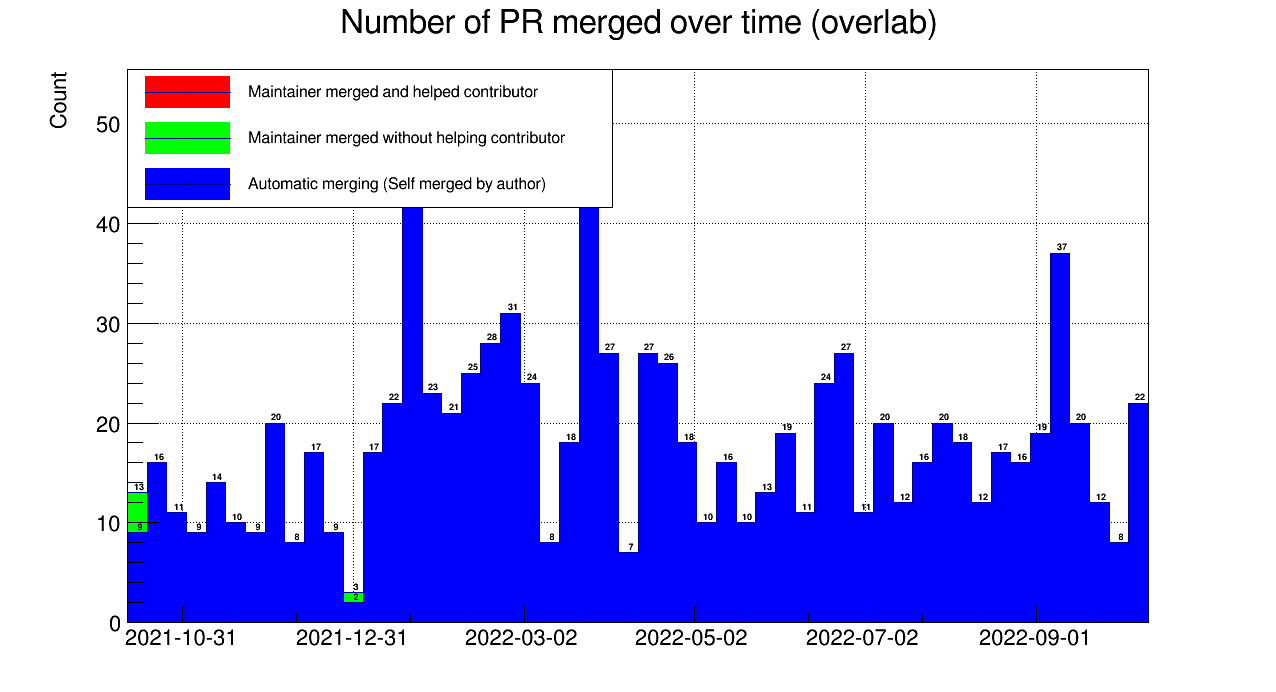 Number of PR merged over time (overlab)
Count
Maintainer merged and helped contributor
Maintainer merged without helping contributor
Automatic merging (Self merged by author)
50
40
30
20
10
0
13 9 16 11 9 14 10 9 20 8 17 9 3 2 17 22 23 21 25 28 31 24 8 18 27 7 27 26 18 10 16 10 13 19 11 24 27 11 20 12 16 20 18 12 17 16 19 37 20 12 8 22
2021-10-31 2021-12-31 2022-03-02 2022-05-02 2022-07-02 2022-09-01